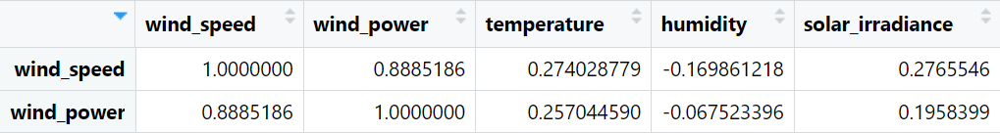 wind_speed wind_power temperature humidity solar_irradiance
wind_speed 1.0000000 0.8885186 0.274028779 -0.169861218 0.2765546
wind_power 0.8885186 1.0000000 0.257044590 -0.067523396 0.1958399